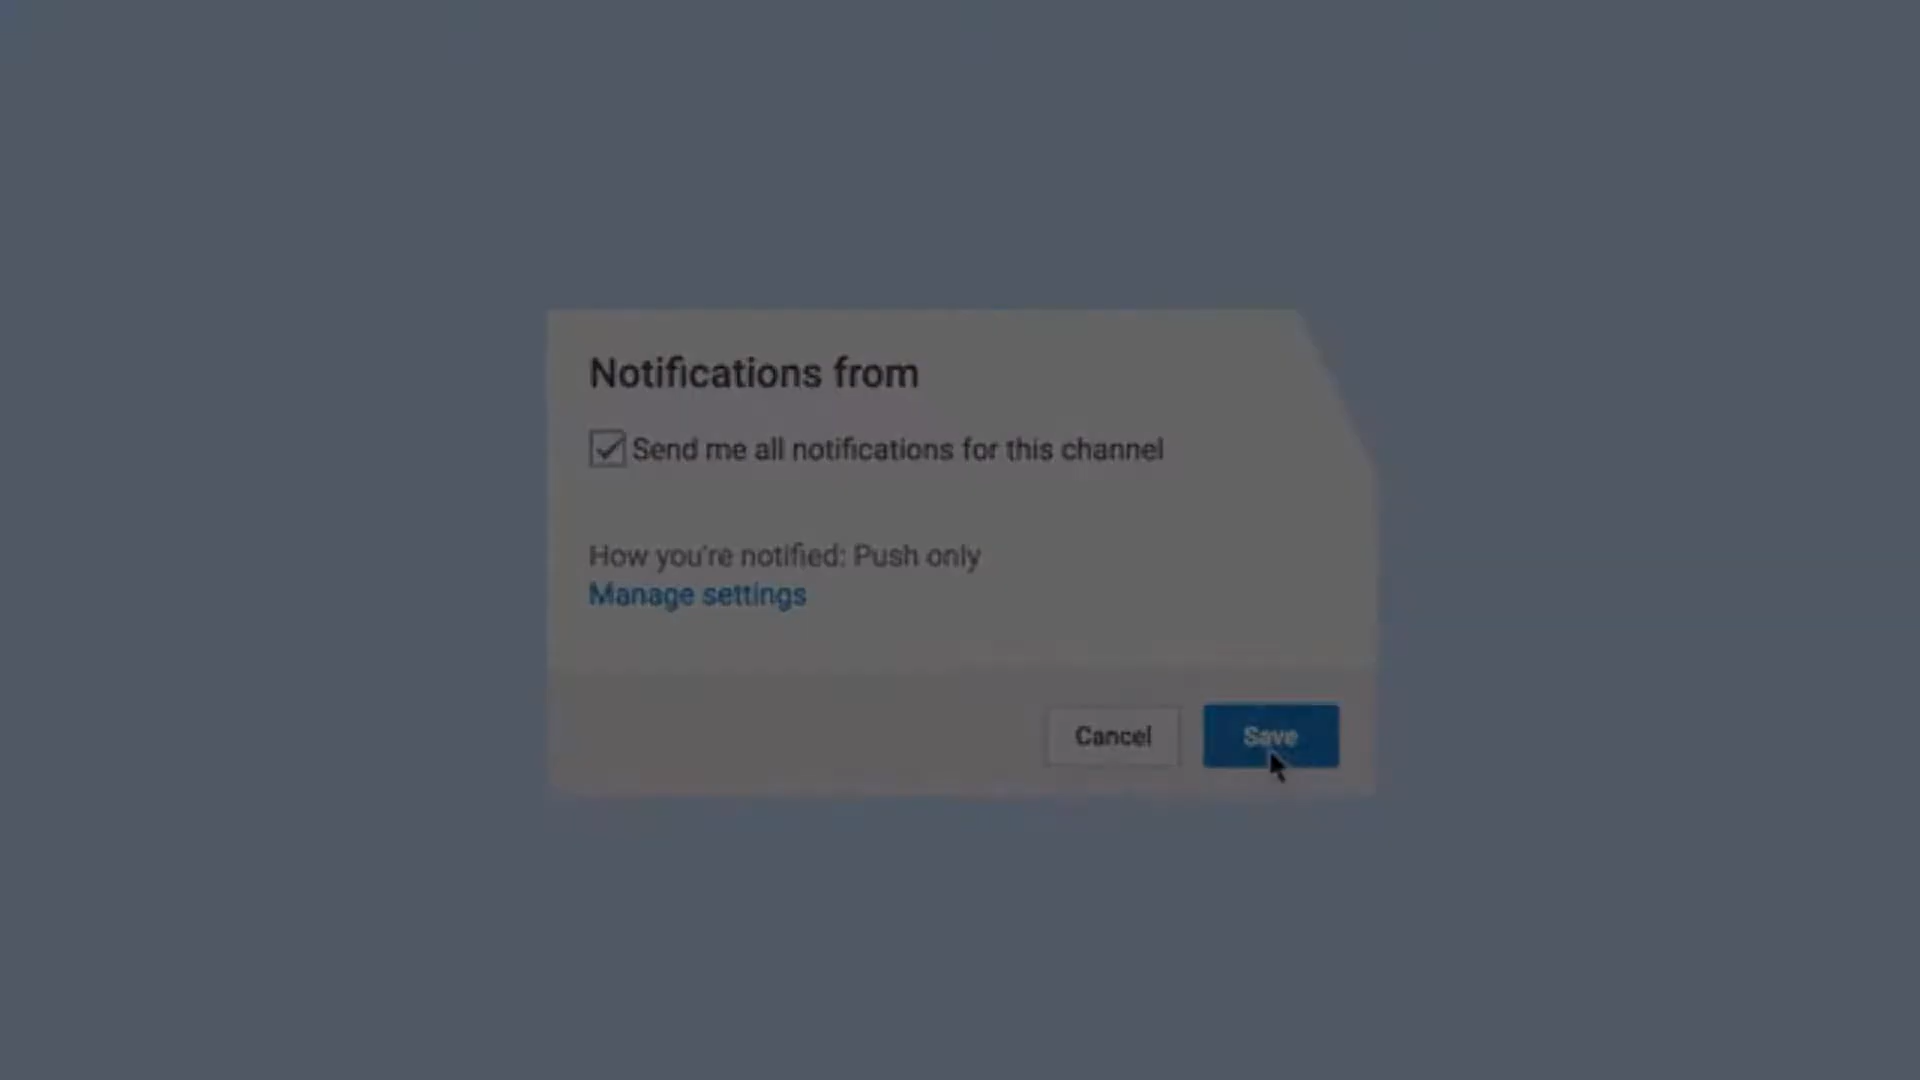 Notifications from
Send me all notifications for this channel
How you're notified: Push only
Manage settings
Cancel
Save